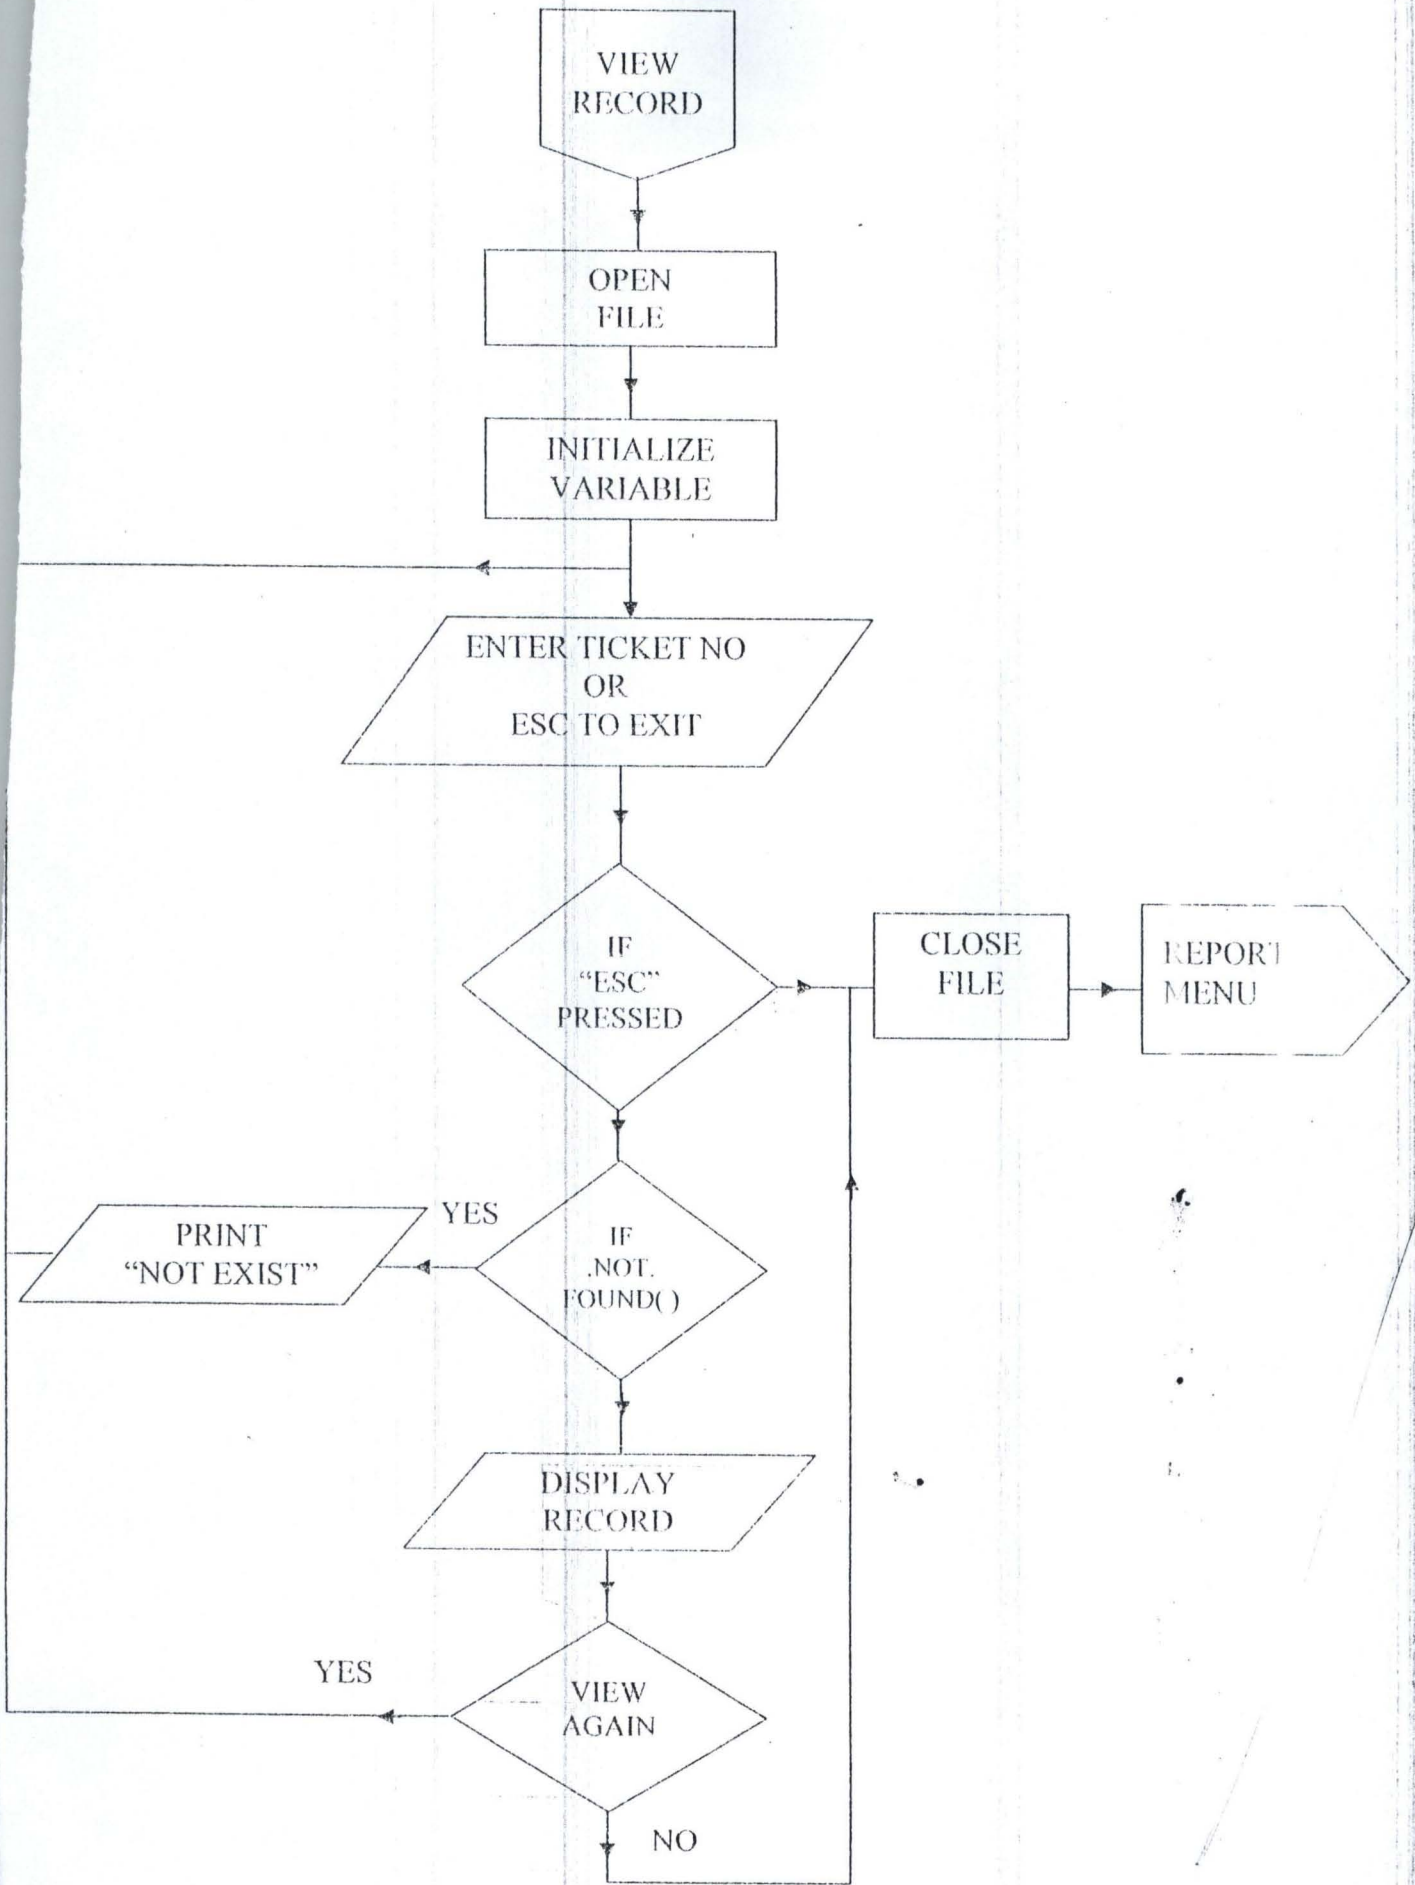 VIEW
RECORD
OPEN
FILE
INITIALIZE
VARIABLE
ENTER TICKET NO
OR
ESC TO EXIT
IF
“ESC”
PRESSED
CLOSE
FILE
REPORT
MENU
YES
PRINT
“NOT EXIST”
IF
.NOT.
FOUND( )
DISPLAY
RECORD
YES
VIEW
AGAIN
NO